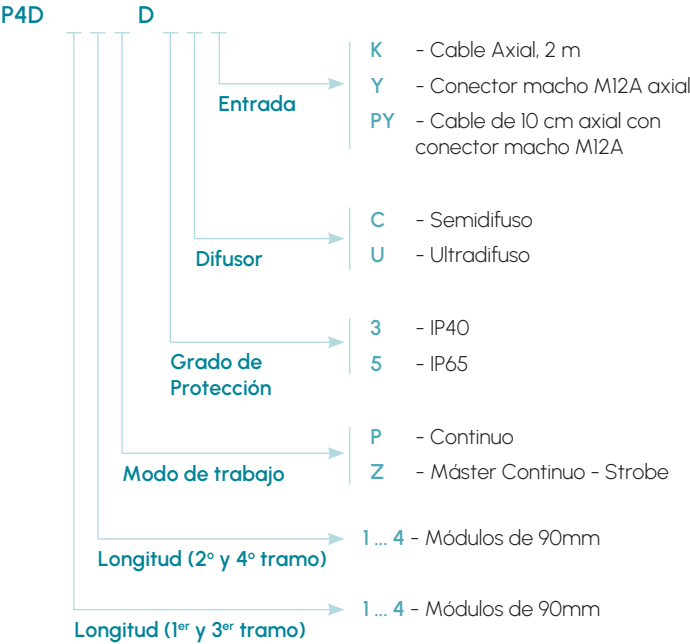 P4D D
K - Cable Axial, 2 m
Y - Conector macho M12A axial
Entrada
PY - Cable de 10 cm axial con
conector macho M12A
C - Semidifuso
U - Ultradifuso
Difusor
3 - IP40
5 - IP65
Grado de
Protección
P - Continuo
Z - Máster Continuo - Strobe
Modo de trabajo
1 ... 4 - Módulos de 90mm
Longitud (2º y 4º tramo)
1 ... 4 - Módulos de 90mm
Longitud (1er y 3er tramo)